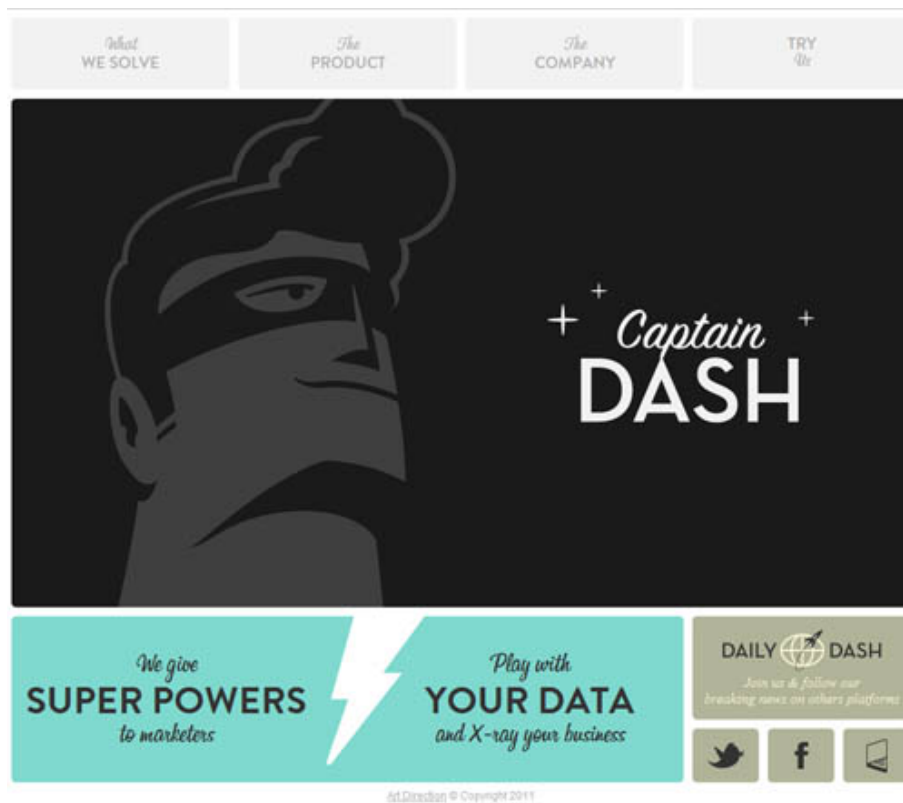 What
WE SOLVE
The
PRODUCT
The
COMPANY
TRY
Us
Captain
DASH
We give
SUPER POWERS
to marketers
Play with
YOUR DATA
and X-ray your business
DAILY DASH
Join us & follow our
breaking news on others platforms
Art Direction © Copyright 2011